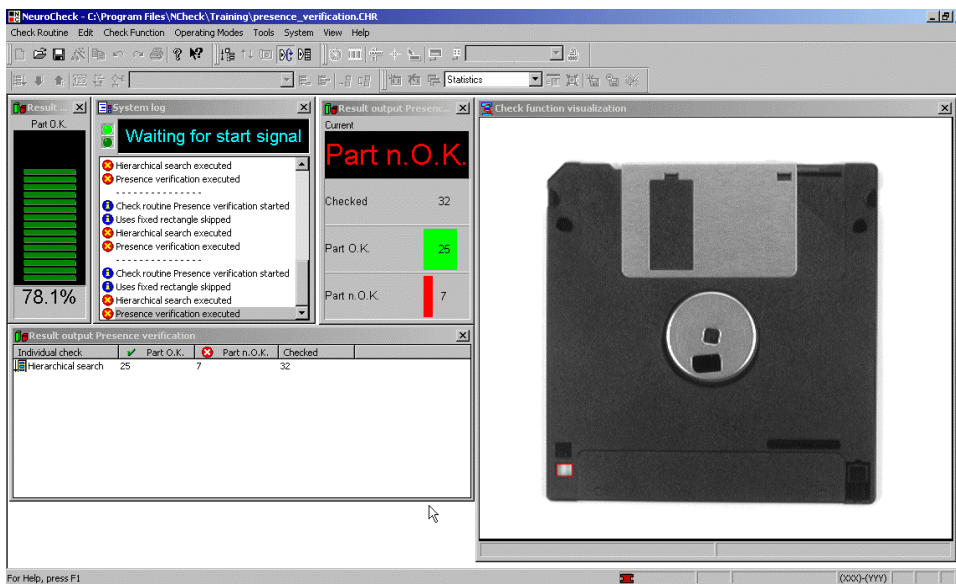 NeuroCheck - C:\Program Files\NCheck\Training\presence_verification.CHR
Check Routine Edit Check Function Operating Modes Tools System View Help
Statistics
Result ...
Part O.K.
78.1%
System log
Waiting for start signal
Hierarchical search executed
Presence verification executed
- - - - - - - - - - - - - - -
Check routine Presence verification started
Uses fixed rectangle skipped
Hierarchical search executed
Presence verification executed
- - - - - - - - - - - - - - -
Check routine Presence verification started
Uses fixed rectangle skipped
Hierarchical search executed
Presence verification executed
Result output Presenc...
Current
Part n.O.K.
Checked 32
Part O.K. 25
Part n.O.K. 7
Check function visualization
Result output Presence verification
Individual check Part O.K. Part n.O.K. Checked
Hierarchical search 25 7 32
For Help, press F1
(XXX)-(YYY)